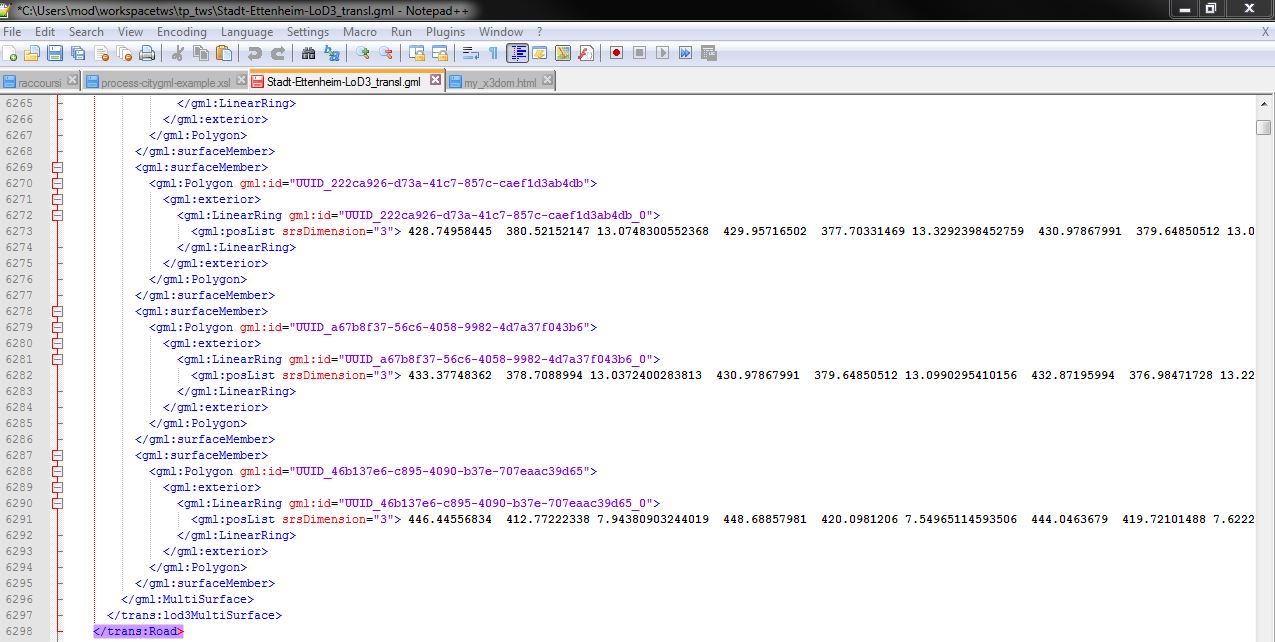 *C:\Users\mod\workspacetws\tp_tws\Stadt-Ettenheim-LoD3_transl.gml - Notepad++
File Edit Search View Encoding Language Settings Macro Run Plugins Window ? X
raccoursi process-citygml-example.xsl Stadt-Ettenheim-LoD3_transl.gml my_x3dom.html
6265 </gml:LinearRing>
6266 </gml:exterior>
6267 </gml:Polygon>
6268 </gml:surfaceMember>
6269 <gml:surfaceMember>
6270 <gml:Polygon gml:id="UUID_222ca926-d73a-41c7-857c-caef1d3ab4db">
6271 <gml:exterior>
6272 <gml:LinearRing gml:id="UUID_222ca926-d73a-41c7-857c-caef1d3ab4db_0">
6273 <gml:posList srsDimension="3"> 428.74958445 380.52152147 13.0748300552368 429.95716502 377.70331469 13.3292398452759 430.97867991 379.64850512 13.0
6274 </gml:LinearRing>
6275 </gml:exterior>
6276 </gml:Polygon>
6277 </gml:surfaceMember>
6278 <gml:surfaceMember>
6279 <gml:Polygon gml:id="UUID_a67b8f37-56c6-4058-9982-4d7a37f043b6">
6280 <gml:exterior>
6281 <gml:LinearRing gml:id="UUID_a67b8f37-56c6-4058-9982-4d7a37f043b6_0">
6282 <gml:posList srsDimension="3"> 433.37748362 378.7088994 13.0372400283813 430.97867991 379.64850512 13.0990295410156 432.87195994 376.98471728 13.22
6283 </gml:LinearRing>
6284 </gml:exterior>
6285 </gml:Polygon>
6286 </gml:surfaceMember>
6287 <gml:surfaceMember>
6288 <gml:Polygon gml:id="UUID_46b137e6-c895-4090-b37e-707eaac39d65">
6289 <gml:exterior>
6290 <gml:LinearRing gml:id="UUID_46b137e6-c895-4090-b37e-707eaac39d65_0">
6291 <gml:posList srsDimension="3"> 446.44556834 412.77222338 7.94380903244019 448.68857981 420.0981206 7.54965114593506 444.0463679 419.72101488 7.6222
6292 </gml:LinearRing>
6293 </gml:exterior>
6294 </gml:Polygon>
6295 </gml:surfaceMember>
6296 </gml:MultiSurface>
6297 </trans:lod3MultiSurface>
6298 </trans:Road>